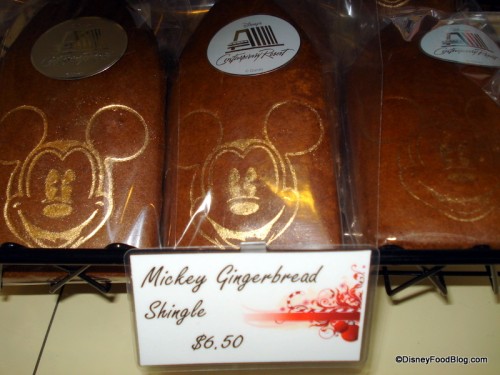 Disney's
Contemporary Resort
Mickey Gingerbread
Shingle
$6.50
©DisneyFoodBlog.com